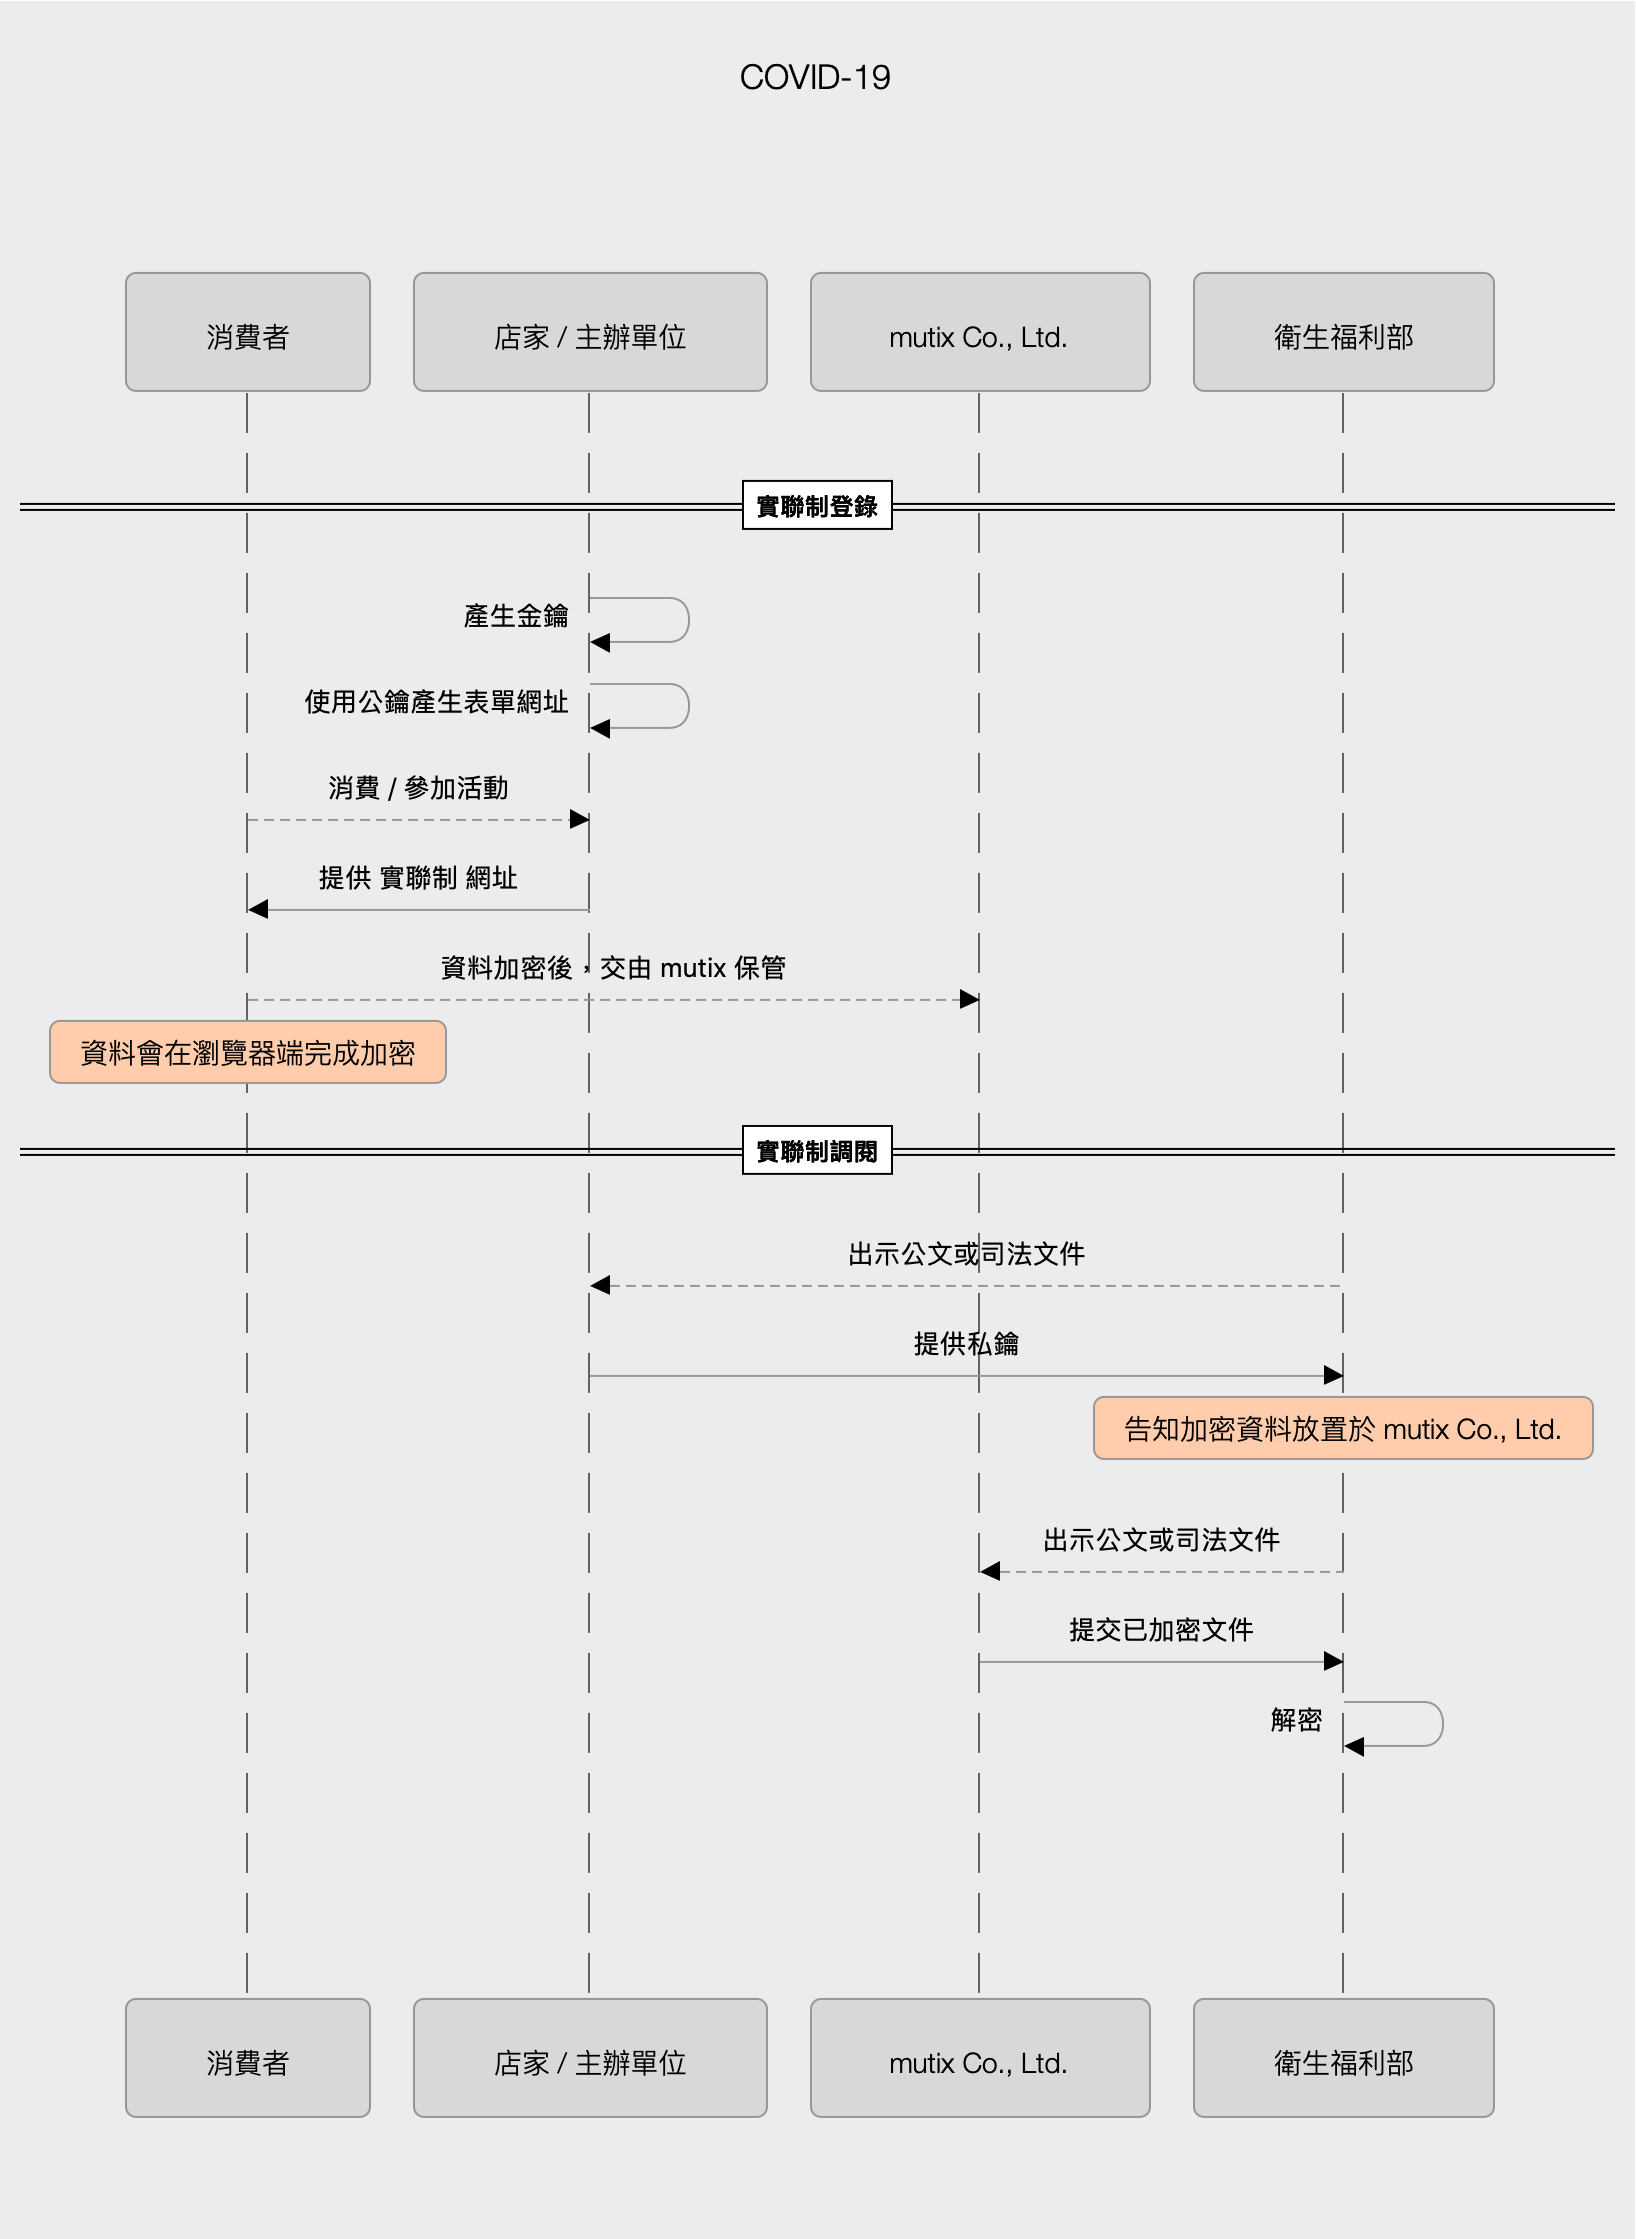 COVID-19
消費者
店家 / 主辦單位
mutix Co., Ltd.
衛生福利部
實聯制登錄
產生金鑰
使用公鑰產生表單網址
消費 / 參加活動
提供 實聯制 網址
資料加密後，交由 mutix 保管
資料會在瀏覽器端完成加密
實聯制調閱
出示公文或司法文件
提供私鑰
告知加密資料放置於 mutix Co., Ltd.
出示公文或司法文件
提交已加密文件
解密
消費者
店家 / 主辦單位
mutix Co., Ltd.
衛生福利部